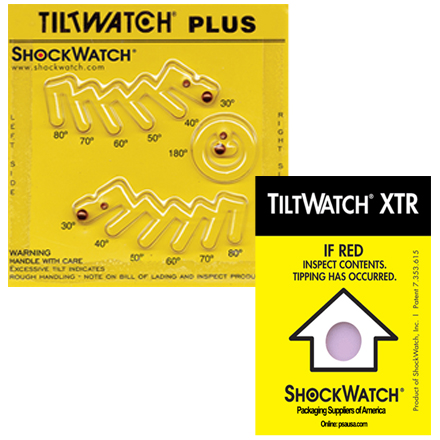 TILTWATCH® PLUS
SHOCKWATCH®
www.shockwatch.com
LEFT SIDE
RIGHT SIDE
30°
40°
50°
60°
70°
80°
180°
30°
40°
50°
60°
70°
80°
WARNING
HANDLE WITH CARE
EXCESSIVE TILT INDICATES
ROUGH HANDLING - NOTE ON BILL OF LADING AND INSPECT PRODU
TILTWATCH® XTR
IF RED
INSPECT CONTENTS.
TIPPING HAS OCCURRED.
SHOCKWATCH®
Packaging Suppliers of America
Online: psausa.com
Product of ShockWatch, Inc. | Patent 7,353,615